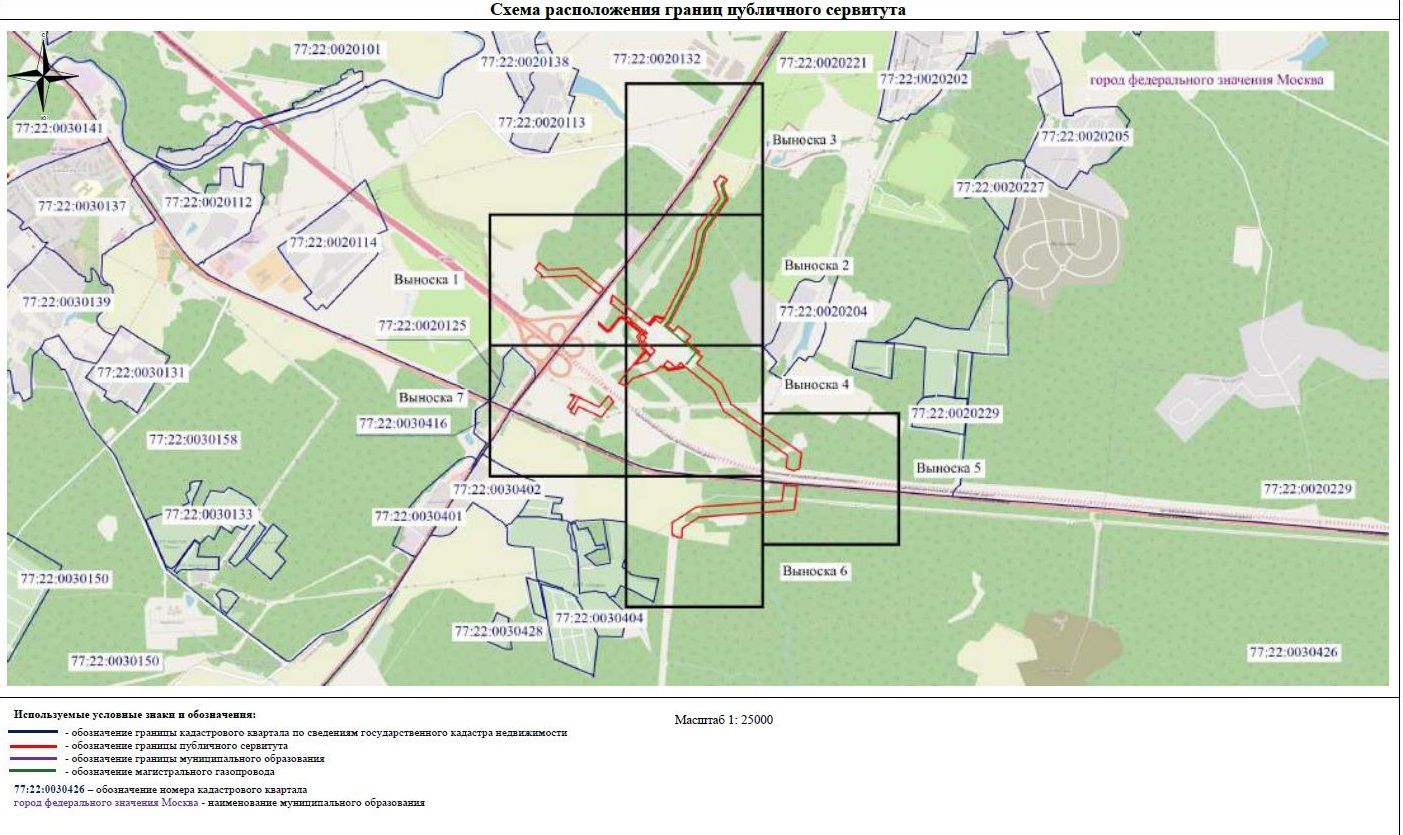 Схема расположения границ публичного сервитута
77:22:0020101
77:22:0020138
77:22:0020132
77:22:0020221
77:22:0020202
город федерального значения Москва
77:22:0030141
77:22:0020113
Выноска 3
77:22:0020205
77:22:0030137
77:22:0020112
77:22:0020227
77:22:0020114
Выноска 1
Выноска 2
77:22:0030139
77:22:0020125
77:22:0020204
77:22:0030131
Выноска 7
Выноска 4
77:22:0030416
77:22:0020229
77:22:0030158
Выноска 5
77:22:0030402
77:22:0020229
77:22:0030133
77:22:0030401
77:22:0030150
Выноска 6
77:22:0030404
77:22:0030428
77:22:0030150
77:22:0030426
Используемые условные знаки и обозначения:
Масштаб 1: 25000
- обозначение границы кадастрового квартала по сведениям государственного кадастра недвижимости
- обозначение границы публичного сервитута
- обозначение границы муниципального образования
- обозначение магистрального газопровода
77:22:0030426 – обозначение номера кадастрового квартала
город федерального значения Москва - наименование муниципального образования